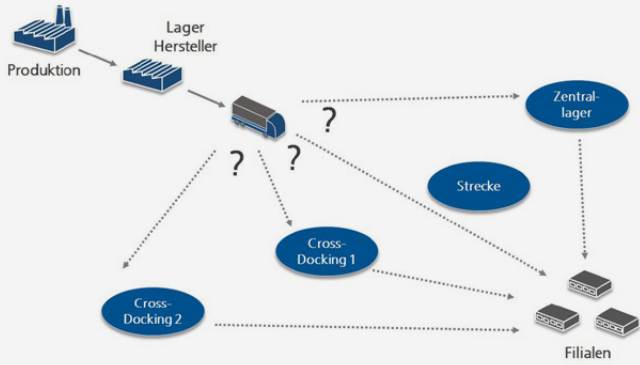 Lager
Hersteller
Produktion
Zentral-
lager
?
?
?
Strecke
Cross-
Docking 1
Cross-
Docking 2
Filialen